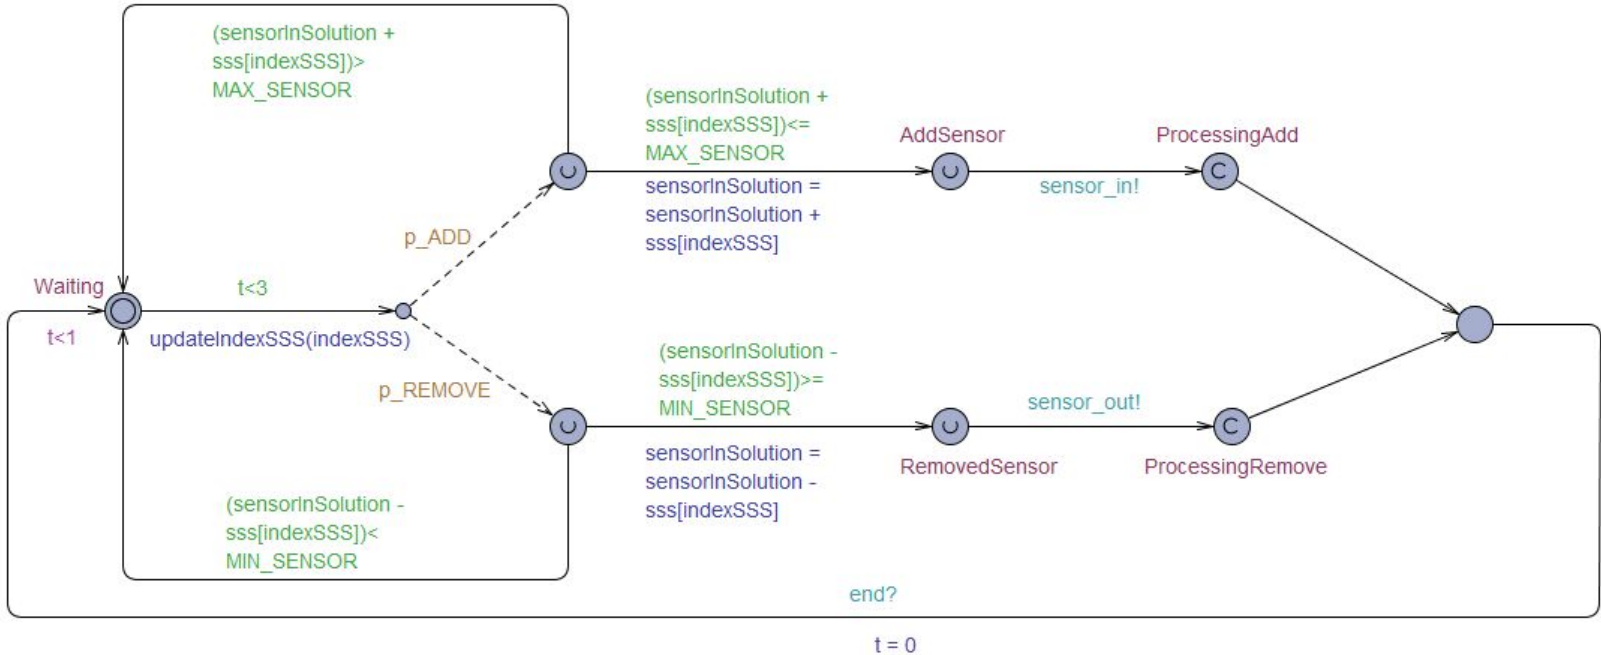 (sensorInSolution +
sss[indexSSS])>
MAX_SENSOR
(sensorInSolution +
sss[indexSSS])<=
MAX_SENSOR
sensorInSolution =
sensorInSolution +
sss[indexSSS]
AddSensor
ProcessingAdd
sensor_in!
p_ADD
Waiting
t<1
t<3
updateIndexSSS(indexSSS)
p_REMOVE
(sensorInSolution -
sss[indexSSS])>=
MIN_SENSOR
sensorInSolution =
sensorInSolution -
sss[indexSSS]
sensor_out!
RemovedSensor
ProcessingRemove
(sensorInSolution -
sss[indexSSS])<
MIN_SENSOR
end?
t = 0